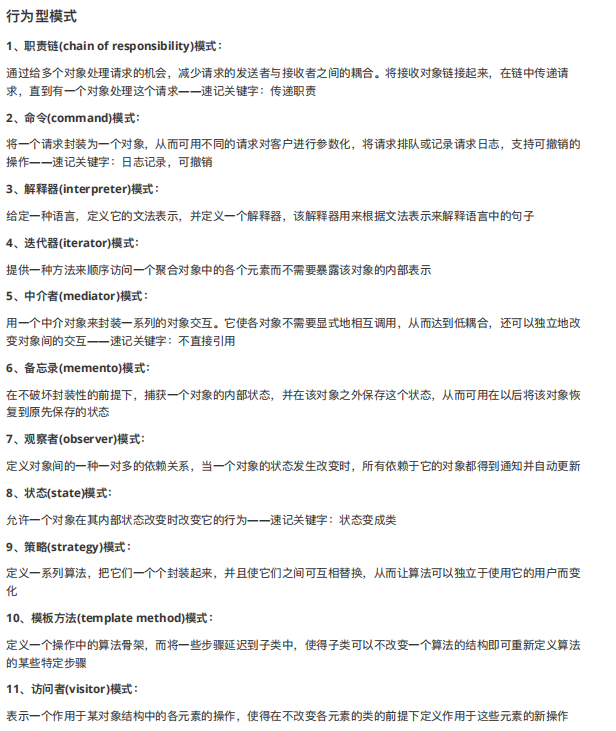 行为型模式
1、职责链(chain of responsibility)模式：
通过给多个对象处理请求的机会，减少请求的发送者与接收者之间的耦合。将接收对象链接起来，在链中传递请
求，直到有一个对象处理这个请求——速记关键字：传递职责
2、命令(command)模式：
将一个请求封装为一个对象，从而可用不同的请求对客户进行参数化，将请求排队或记录请求日志，支持可撤销的
操作——速记关键字：日志记录，可撤销
3、解释器(interpreter)模式：
给定一种语言，定义它的文法表示，并定义一个解释器，该解释器用来根据文法表示来解释语言中的句子
4、迭代器(iterator)模式：
提供一种方法来顺序访问一个聚合对象中的各个元素而不需要暴露该对象的内部表示
5、中介者(mediator)模式：
用一个中介对象来封装一系列的对象交互。它使各对象不需要显式地相互调用，从而达到低耦合，还可以独立地改
变对象间的交互——速记关键字：不直接引用
6、备忘录(memento)模式：
在不破坏封装性的前提下，捕获一个对象的内部状态，并在该对象之外保存这个状态，从而可用在以后将该对象恢
复到原先保存的状态
7、观察者(observer)模式：
定义对象间的一种一对多的依赖关系，当一个对象的状态发生改变时，所有依赖于它的对象都得到通知并自动更新
8、状态(state)模式：
允许一个对象在其内部状态改变时改变它的行为——速记关键字：状态变成类
9、策略(strategy)模式：
定义一系列算法，把它们一个个封装起来，并且使它们之间可互相替换，从而让算法可以独立于使用它的用户而变
化
10、模板方法(template method)模式：
定义一个操作中的算法骨架，而将一些步骤延迟到子类中，使得子类可以不改变一个算法的结构即可重新定义算法
的某些特定步骤
11、访问者(visitor)模式：
表示一个作用于某对象结构中的各元素的操作，使得在不改变各元素的类的前提下定义作用于这些元素的新操作